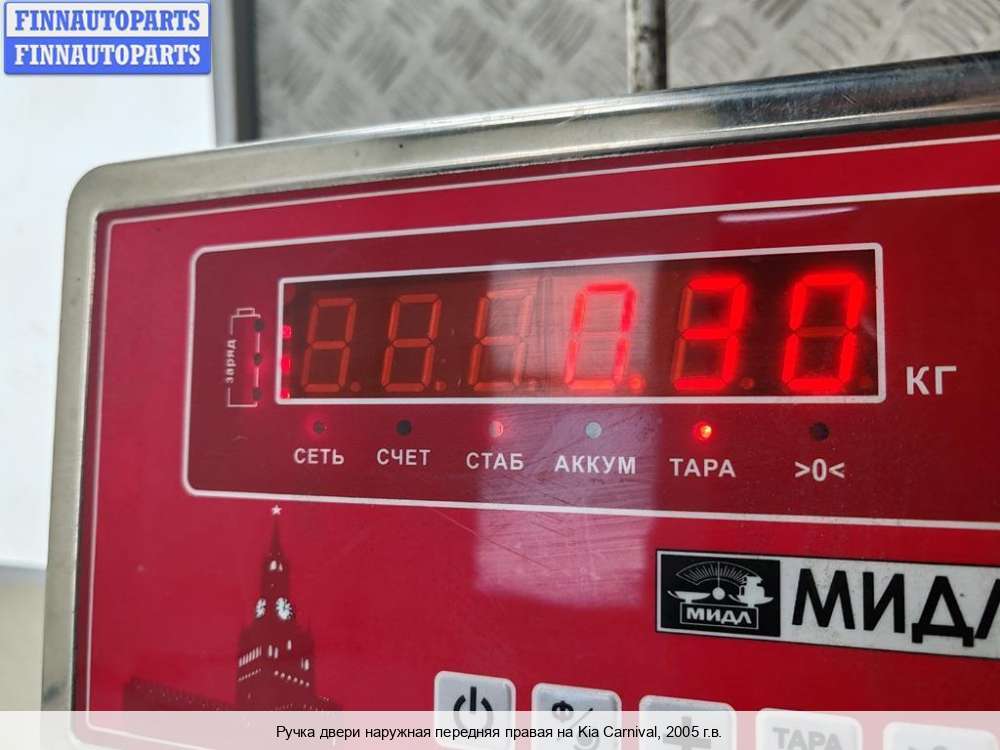 FINNAUTOPARTS
FINNAUTOPARTS
заряд
0.30
КГ
СЕТЬ СЧЕТ СТАБ АККУМ ТАРА >0<
МИДЛ
МИДЛ
ТАРА
Ручка двери наружная передняя правая на Kia Carnival, 2005 г.в.